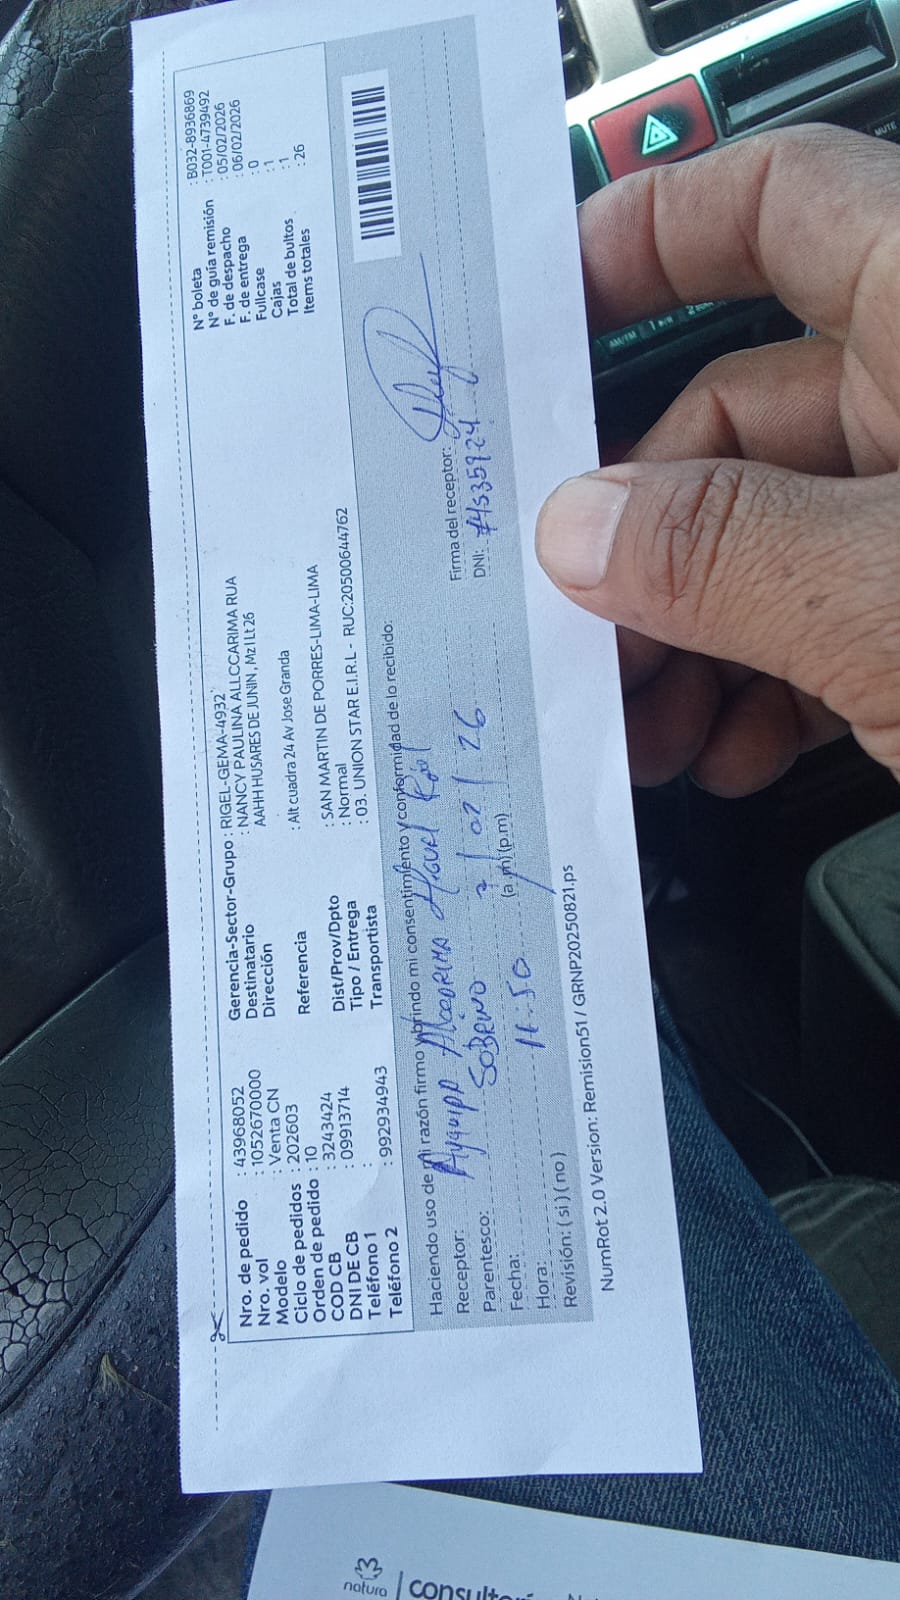 Nro. de pedido : 43968052
Nro. vol : 1052670000
Modelo Venta CN
Ciclo de pedidos : 202603
Orden de pedido : 10
COD CB : 3243424
DNI DE CB : 09913714
Teléfono 1 :
Teléfono 2 : 992934943
Gerencia-Sector-Grupo : RIGEL-GEMA-4932
Destinatario : NANCY PAULINA ALLCCARIMA RUA
Dirección AAHH HUSARES DE JUNIN , Mz I Lt 26
Referencia : Alt cuadra 24 Av Jose Granda
Dist/Prov/Dpto : SAN MARTIN DE PORRES-LIMA-LIMA
Tipo / Entrega : Normal
Transportista : 03. UNION STAR E.I.R.L - RUC:20500644762
N° boleta : B032-8936869
N° de guía remisión : T001-4739492
F. de despacho : 05/02/2026
F. de entrega : 06/02/2026
Fullcase : 0
Cajas : 1
Total de bultos : 1
Items totales : 26
Haciendo uso de mi razón firmo y brindo mi consentimiento y conformidad de lo recibido:
Receptor: Miguel
Parentesco: SOBRINO
Fecha: 7 / 02 / 26
Hora: 11:50 (a.m) (p.m)
Revisión: ( si ) ( no )
Firma del receptor:
DNI: 74535924
NumRot 2.0 Version: Remision51 / GRNP20250821.ps
natura
AM/FM
MUTE